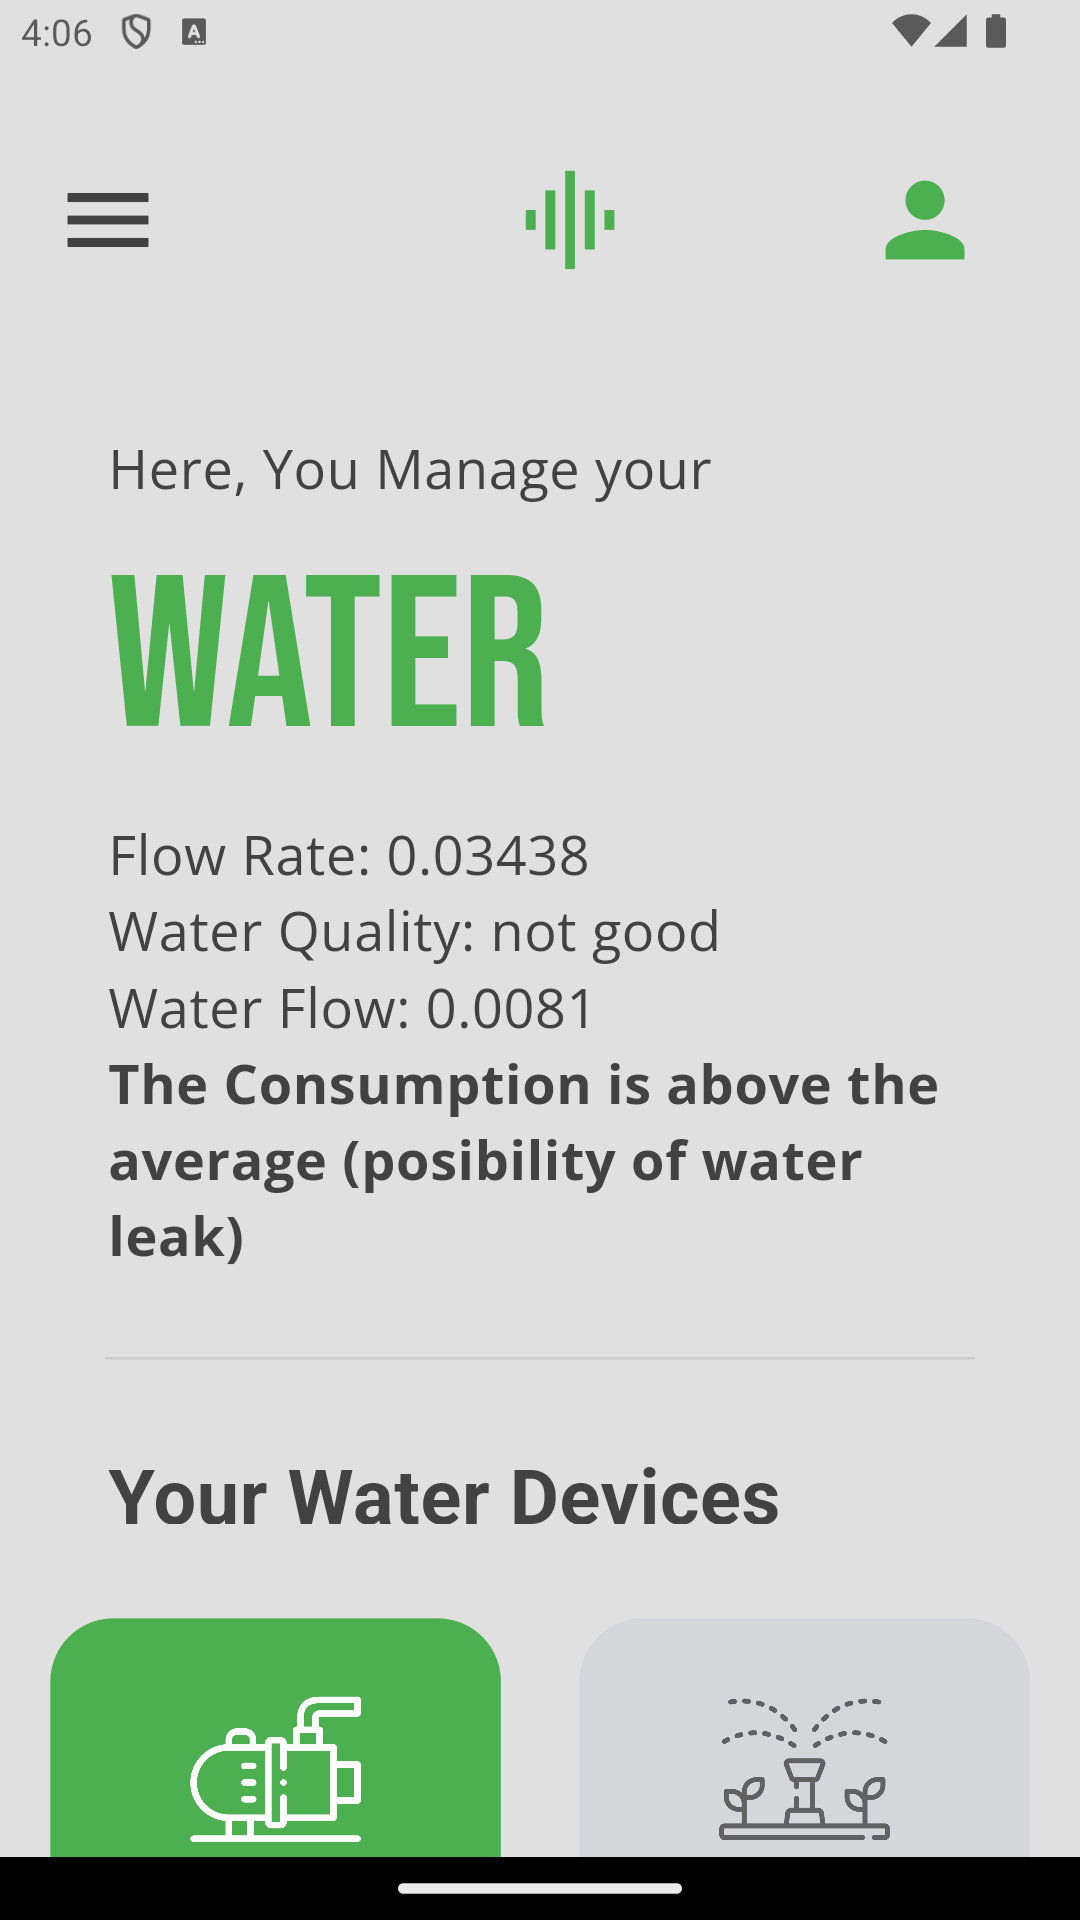 4:06
Here, You Manage your
WATER
Flow Rate: 0.03438
Water Quality: not good
Water Flow: 0.0081
The Consumption is above the
average (posibility of water
leak)
Your Water Devices